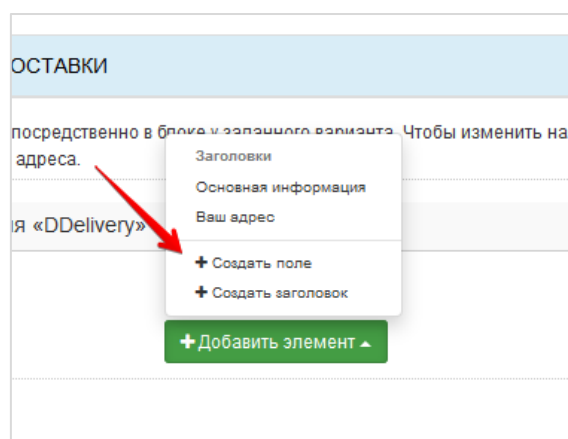 ОСТАВКИ
посредственно в блоке у заданного варианта. Чтобы изменить на
адреса.
Заголовки
Основная информация
Ваш адрес
я «DDelivery»
+ Создать поле
+ Создать заголовок
+ Добавить элемент